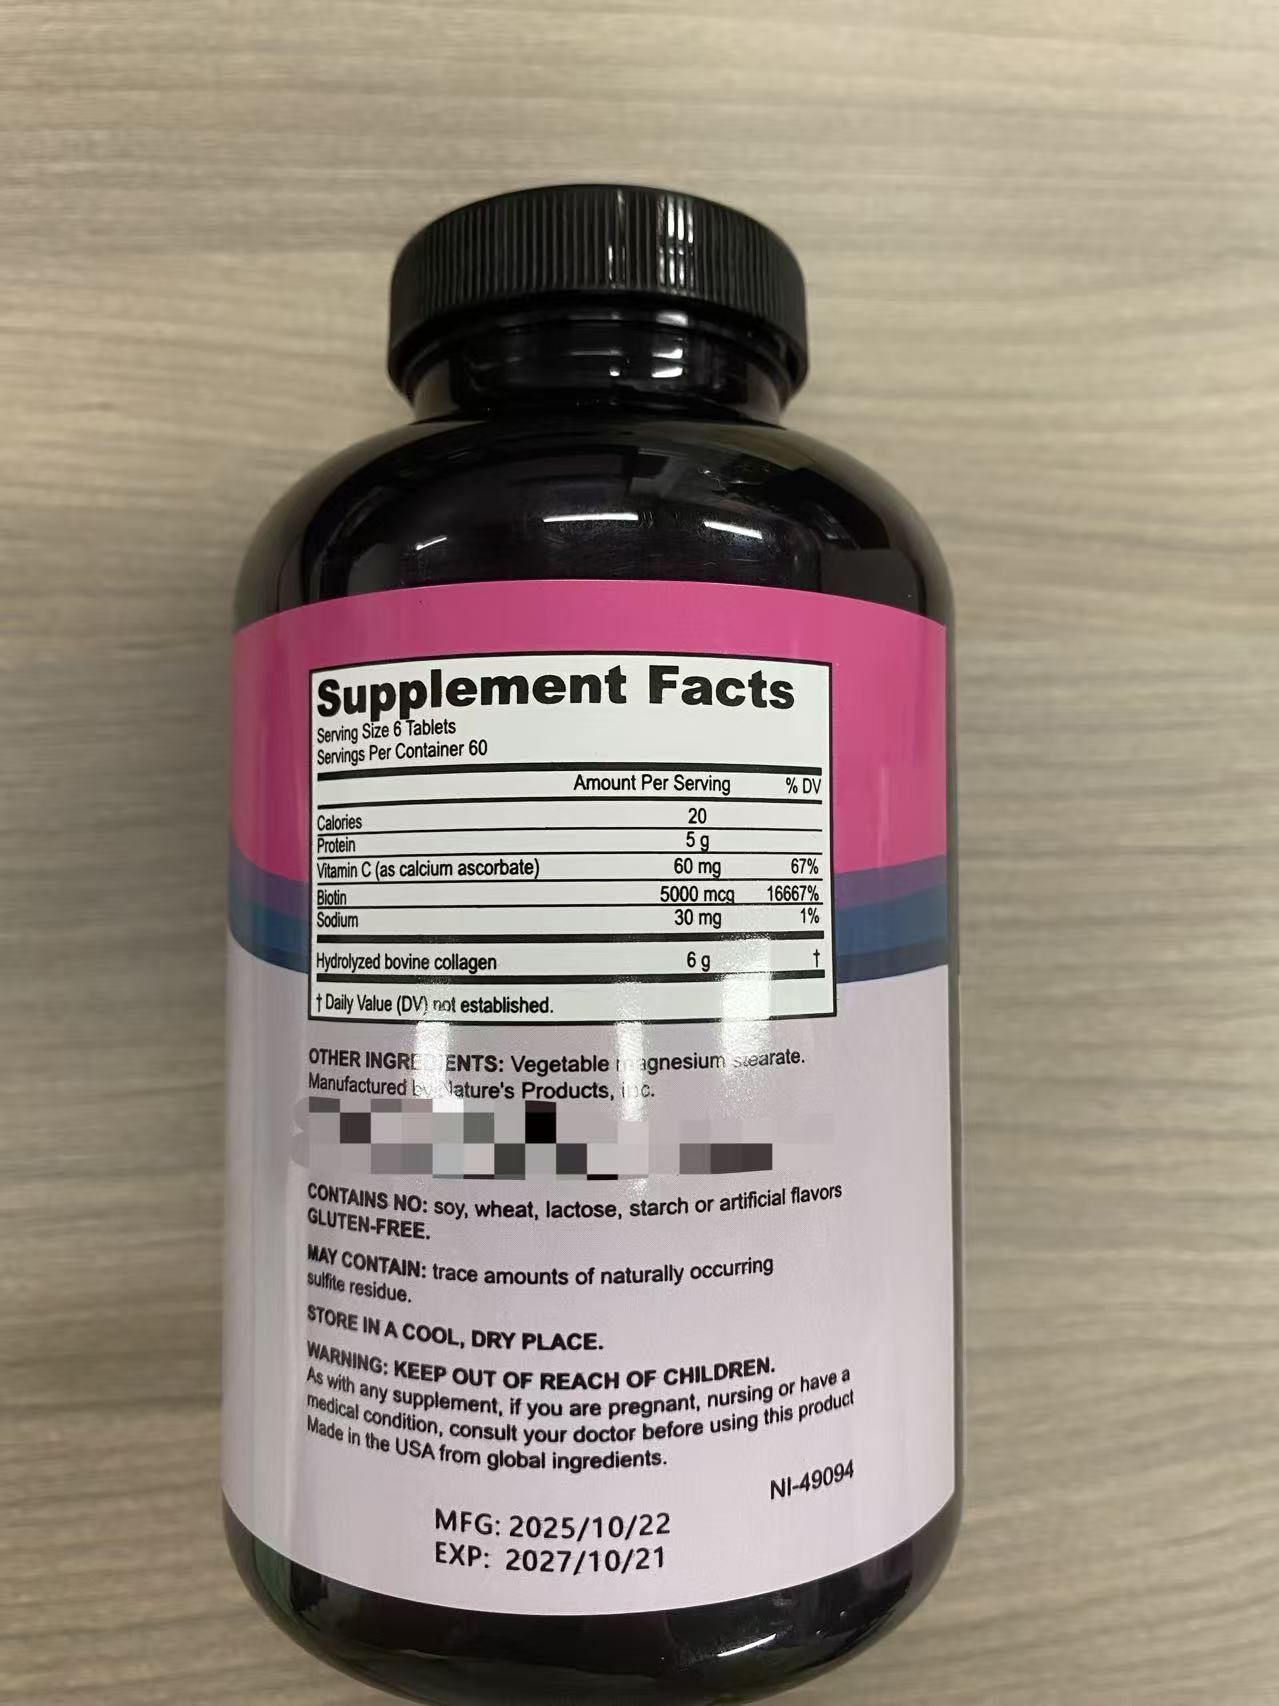 Supplement Facts
Serving Size 6 Tablets
Servings Per Container 60
Amount Per Serving % DV
Calories 20
Protein 5 g
Vitamin C (as calcium ascorbate) 60 mg 67%
Biotin 5000 mcg 16667%
Sodium 30 mg 1%
Hydrolyzed bovine collagen 6 g †
† Daily Value (DV) not established.
OTHER INGREDIENTS: Vegetable magnesium stearate.
Manufactured by Nature's Products, inc.
CONTAINS NO: soy, wheat, lactose, starch or artificial flavors
GLUTEN-FREE.
MAY CONTAIN: trace amounts of naturally occurring
sulfite residue.
STORE IN A COOL, DRY PLACE.
WARNING: KEEP OUT OF REACH OF CHILDREN.
As with any supplement, if you are pregnant, nursing or have a
medical condition, consult your doctor before using this product
Made in the USA from global ingredients.
NI-49094
MFG: 2025/10/22
EXP: 2027/10/21